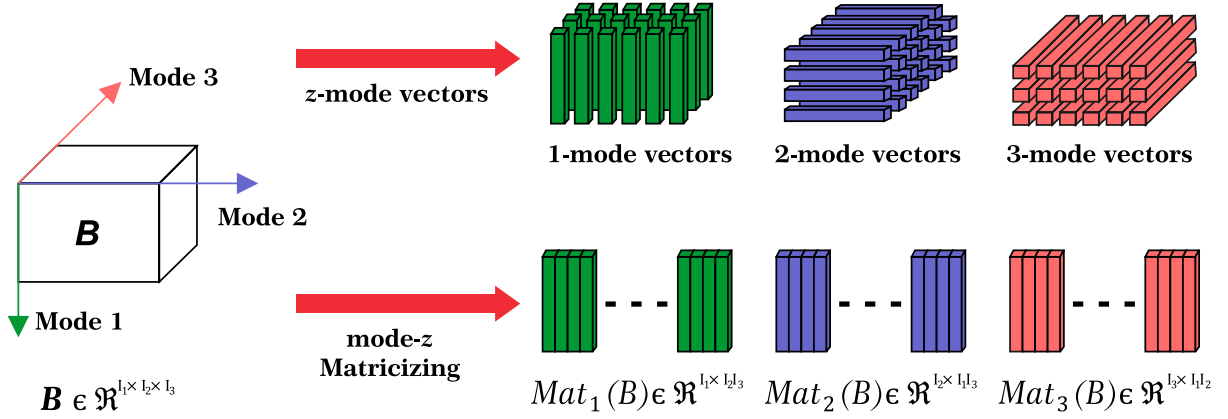 Mode 3
z-mode vectors
1-mode vectors
2-mode vectors
3-mode vectors
B
Mode 2
Mode 1
mode-z
Matricizing
B ϵ ℜ^{I₁× I₂× I₃}
Mat₁(B)ϵ ℜ^{I₁× I₂I₃}
Mat₂(B)ϵ ℜ^{I₂× I₁I₃}
Mat₃(B)ϵ ℜ^{I₃× I₁I₂}